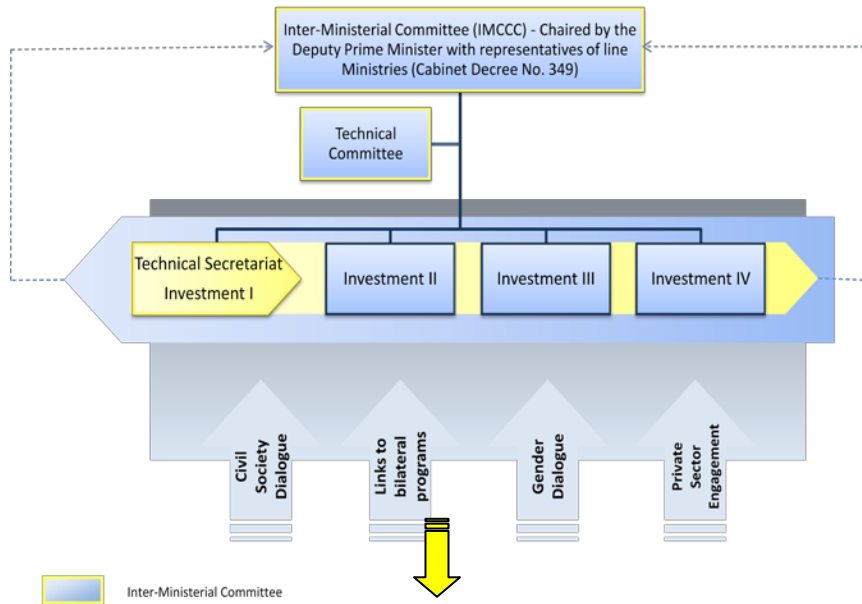 Inter-Ministerial Committee (IMCCC) - Chaired by the
Deputy Prime Minister with representatives of line
Ministries (Cabinet Decree No. 349)
Technical
Committee
Technical Secretariat
Investment I
Investment II
Investment III
Investment IV
Civil
Society
Dialogue
Links to
bilateral
programs
Gender
Dialogue
Private
Sector
Engagement
Inter-Ministerial Committee